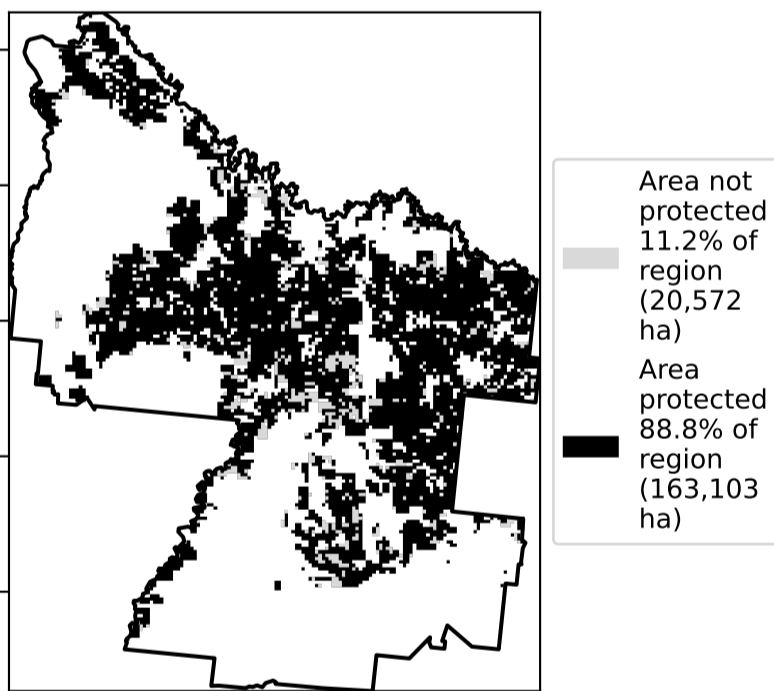 Area not
protected
11.2% of
region
(20,572
ha)
Area
protected
88.8% of
region
(163,103
ha)